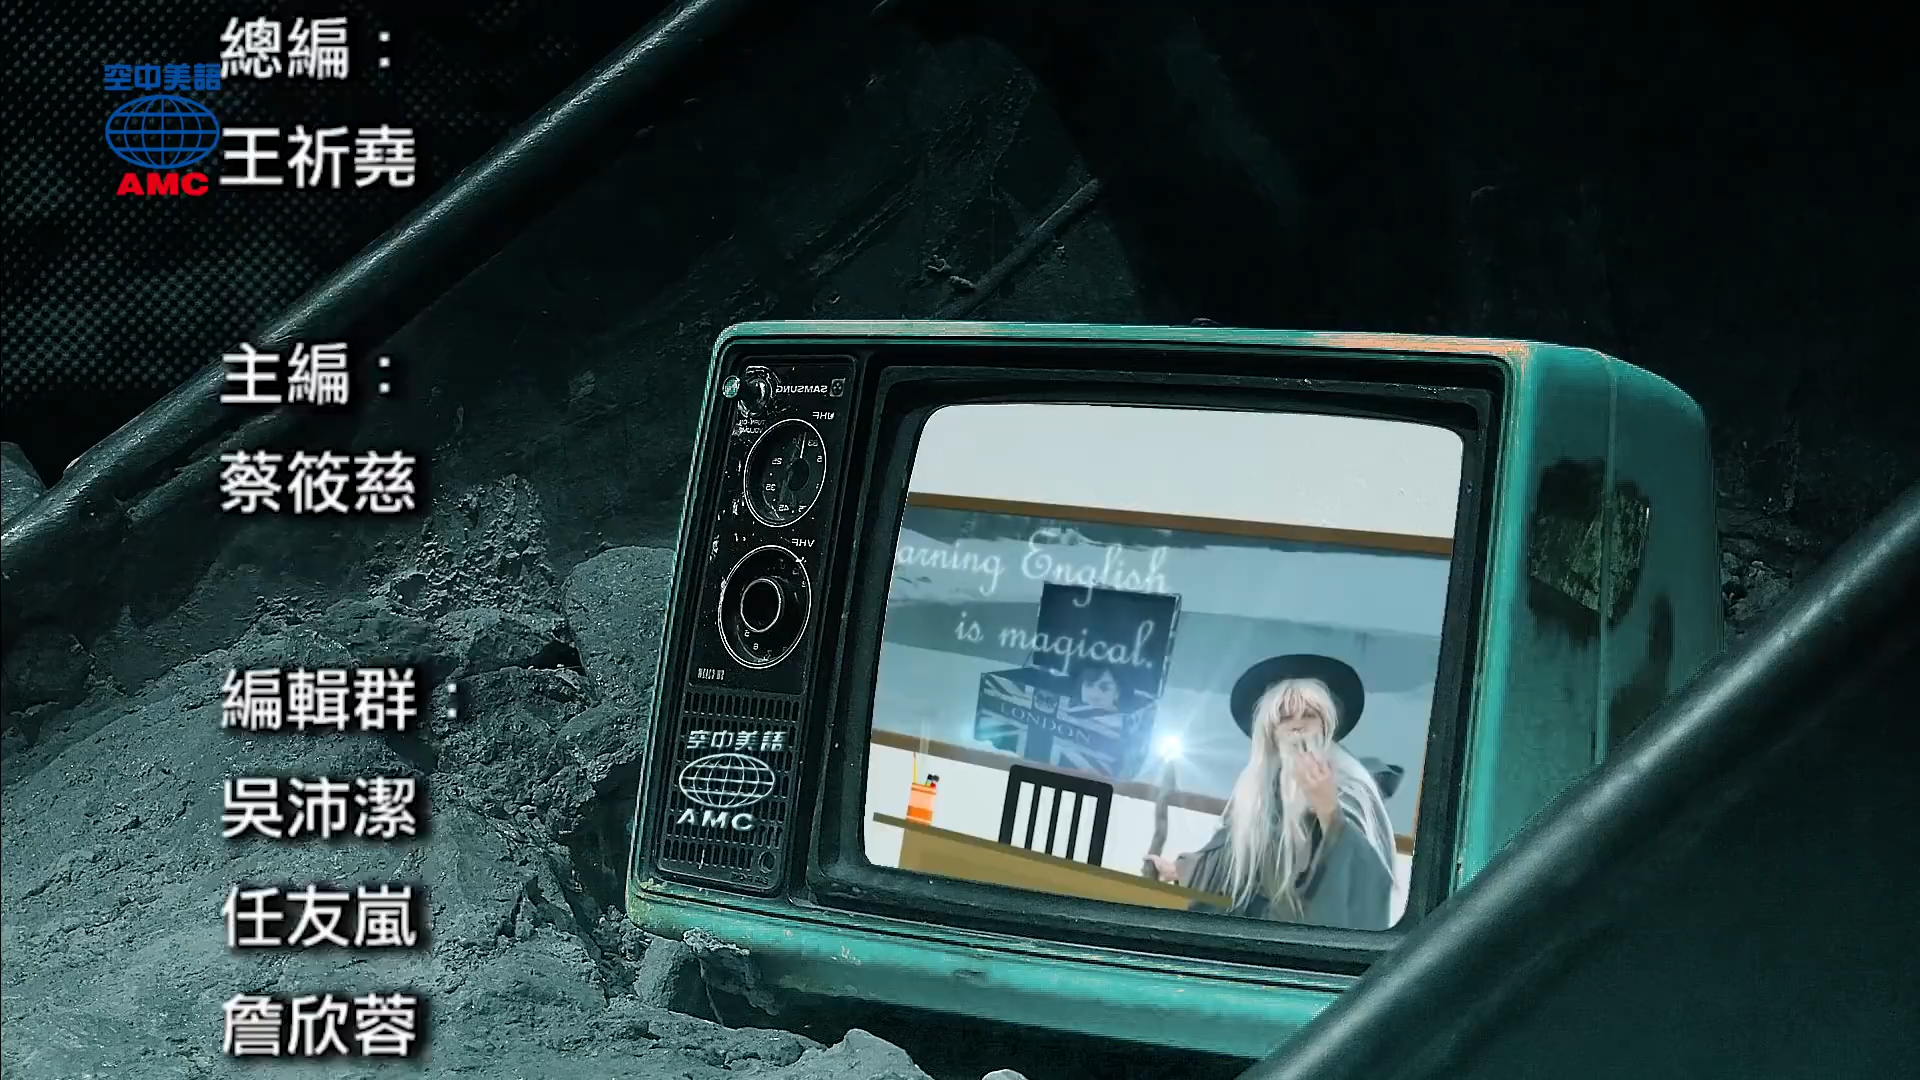 總編：
空中美語
AMC
王祈堯
主編：
蔡筱慈
編輯群：
吳沛潔
任友嵐
詹欣蓉
SAMSUNG
UHF
VHF
空中美語
AMC
arning English
is magical.
LONDON